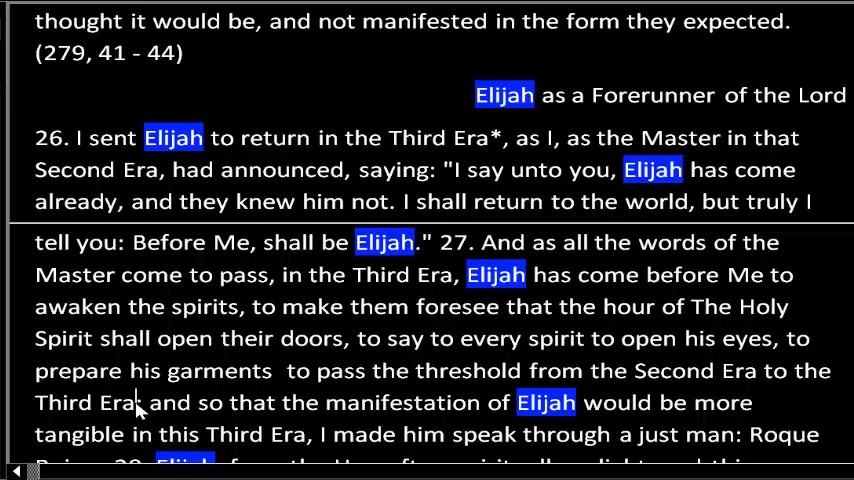 thought it would be, and not manifested in the form they expected.
(279, 41 - 44)
Elijah as a Forerunner of the Lord
26. I sent Elijah to return in the Third Era*, as I, as the Master in that
Second Era, had announced, saying: "I say unto you, Elijah has come
already, and they knew him not. I shall return to the world, but truly I
tell you: Before Me, shall be Elijah." 27. And as all the words of the
Master come to pass, in the Third Era, Elijah has come before Me to
awaken the spirits, to make them foresee that the hour of The Holy
Spirit shall open their doors, to say to every spirit to open his eyes, to
prepare his garments to pass the threshold from the Second Era to the
Third Era: and so that the manifestation of Elijah would be more
tangible in this Third Era, I made him speak through a just man: Roque
28. Elijah